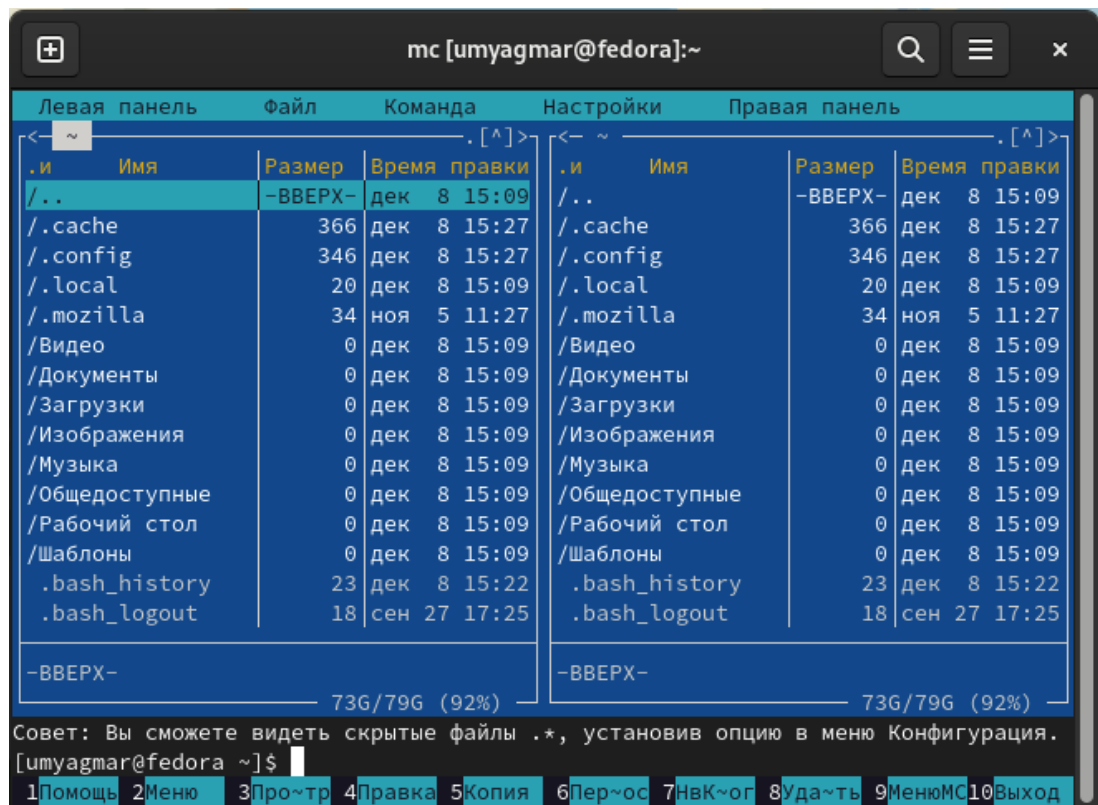 mc [umyagmar@fedora]:~
Левая панель Файл Команда Настройки Правая панель
<— ~ .[^]> <— ~ .[^]>
.и Имя Размер Время правки .и Имя Размер Время правки
/.. -ВВЕРХ- дек 8 15:09 /.. -ВВЕРХ- дек 8 15:09
/.cache 366 дек 8 15:27 /.cache 366 дек 8 15:27
/.config 346 дек 8 15:27 /.config 346 дек 8 15:27
/.local 20 дек 8 15:09 /.local 20 дек 8 15:09
/.mozilla 34 ноя 5 11:27 /.mozilla 34 ноя 5 11:27
/Видео 0 дек 8 15:09 /Видео 0 дек 8 15:09
/Документы 0 дек 8 15:09 /Документы 0 дек 8 15:09
/Загрузки 0 дек 8 15:09 /Загрузки 0 дек 8 15:09
/Изображения 0 дек 8 15:09 /Изображения 0 дек 8 15:09
/Музыка 0 дек 8 15:09 /Музыка 0 дек 8 15:09
/Общедоступные 0 дек 8 15:09 /Общедоступные 0 дек 8 15:09
/Рабочий стол 0 дек 8 15:09 /Рабочий стол 0 дек 8 15:09
/Шаблоны 0 дек 8 15:09 /Шаблоны 0 дек 8 15:09
.bash_history 23 дек 8 15:22 .bash_history 23 дек 8 15:22
.bash_logout 18 сен 27 17:25 .bash_logout 18 сен 27 17:25
-ВВЕРХ- -ВВЕРХ-
73G/79G (92%) 73G/79G (92%)
Совет: Вы сможете видеть скрытые файлы .*, установив опцию в меню Конфигурация.
[umyagmar@fedora ~]$
1Помощь 2Меню 3Про~тр 4Правка 5Копия 6Пер~ос 7НвК~ог 8Уда~ть 9МенюМС10Выход